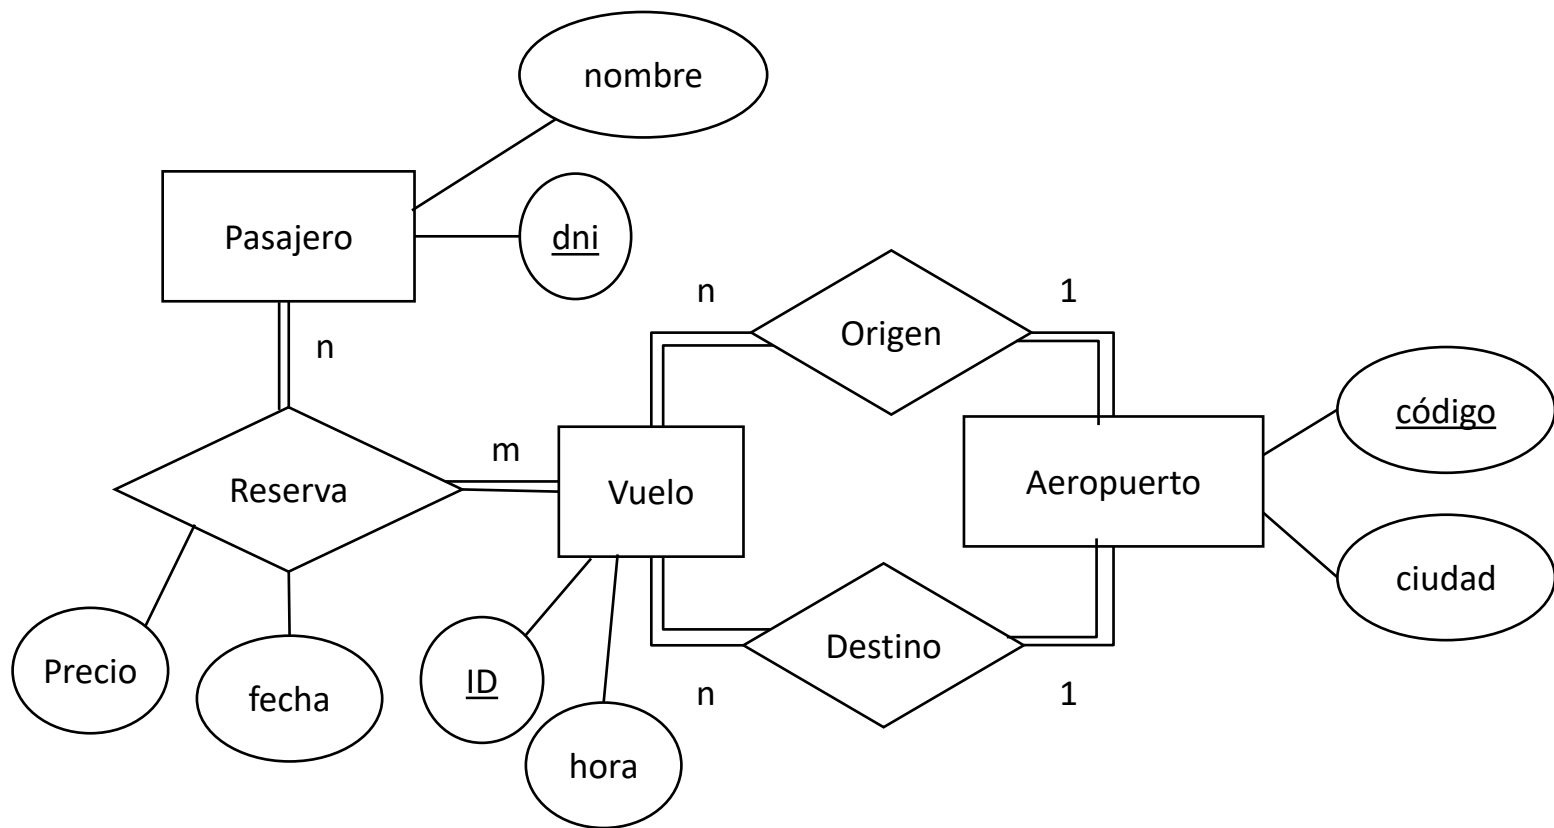 nombre
Pasajero
dni
n
n
1
Origen
código
m
Reserva
Vuelo
Aeropuerto
ciudad
Destino
Precio
fecha
ID
n
1
hora